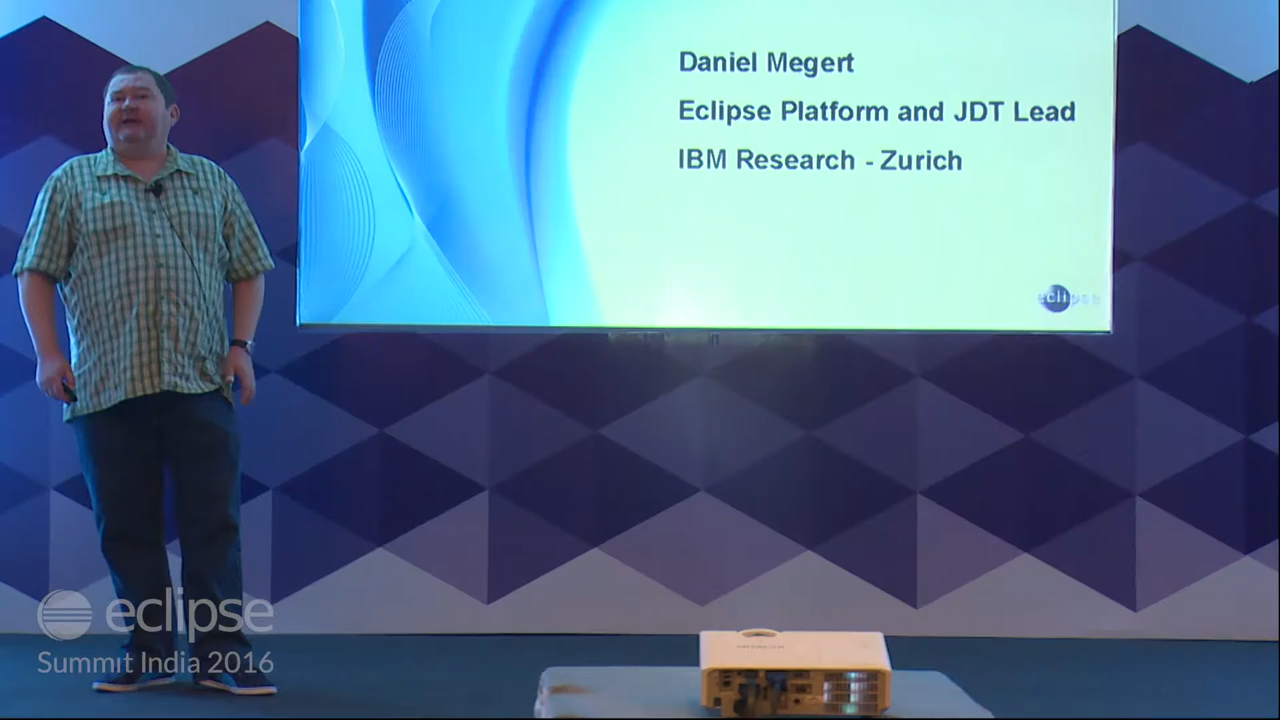 Daniel Megert
Eclipse Platform and JDT Lead
IBM Research - Zurich
eclipse
eclipse
Summit India 2016